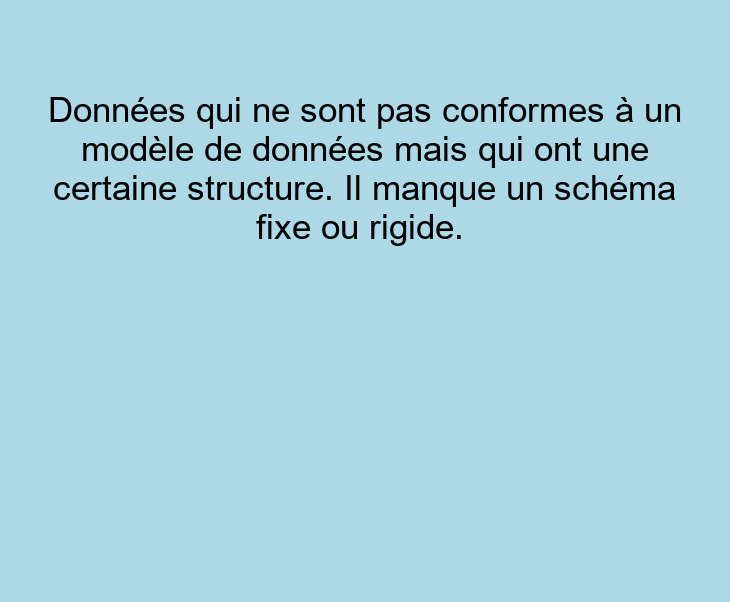 Données qui ne sont pas conformes à un
modèle de données mais qui ont une
certaine structure. Il manque un schéma
fixe ou rigide.